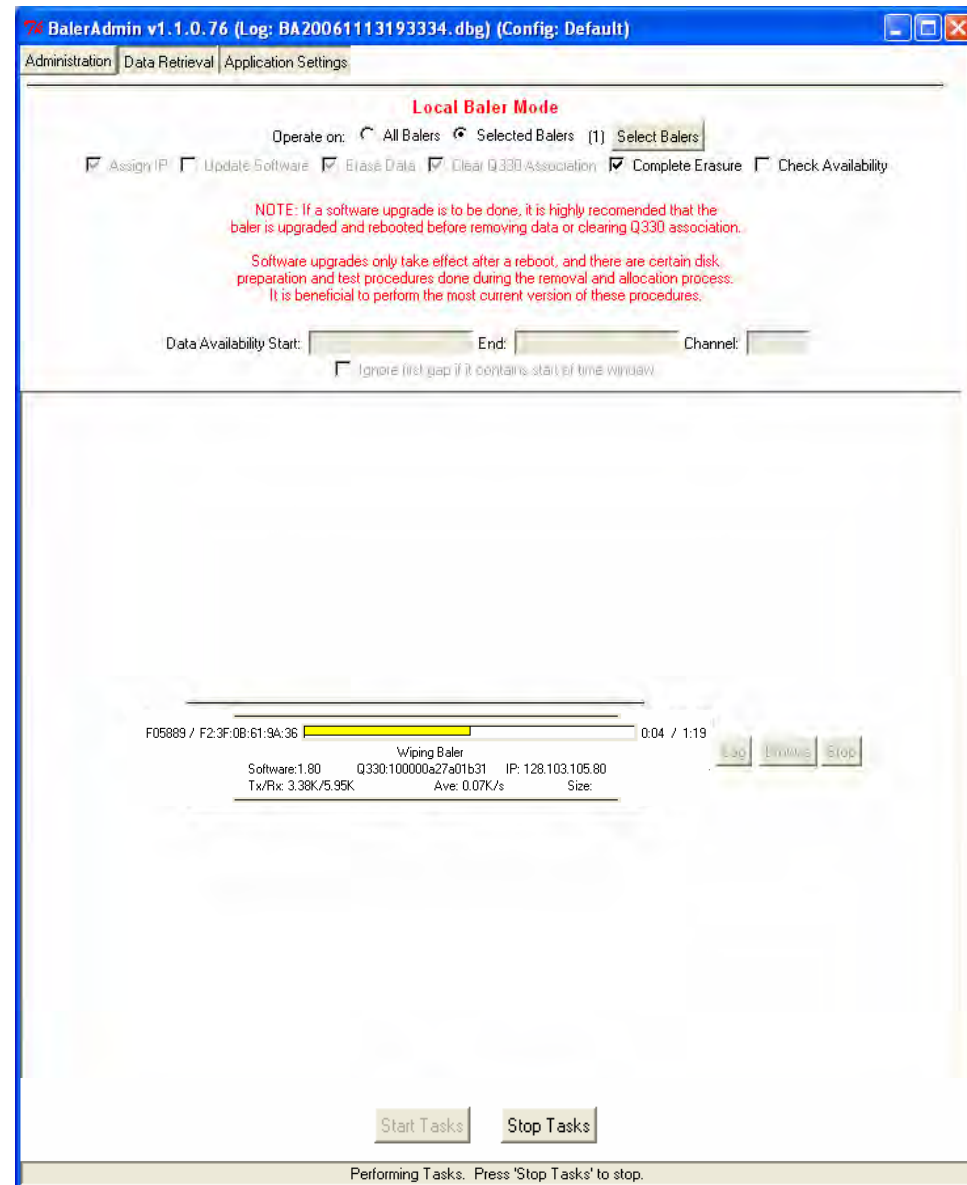 BalerAdmin v1.1.0.76 (Log: BA20061113193334.dbg) (Config: Default)
Administration Data Retrieval Application Settings
Local Baler Mode
Operate on: All Balers Selected Balers (1) Select Balers
Assign IP Update Software Erase Data Clear Q330 Association Complete Erasure Check Availability
NOTE: If a software upgrade is to be done, it is highly recomended that the
baler is upgraded and rebooted before removing data or clearing Q330 association.
Software upgrades only take effect after a reboot, and there are certain disk
preparation and test procedures done during the removal and allocation process.
It is beneficial to perform the most current version of these procedures.
Data Availability Start: End: Channel:
Ignore first gap if it contains start of time window
F05889 / F2:3F:0B:61:9A:36 0:04 / 1:19
Wiping Baler
Log Browse Stop
Software:1.80 Q330:100000a27a01b31 IP: 128.103.105.80
Tx/Rx: 3.38K/5.95K Ave: 0.07K/s Size:
Start Tasks Stop Tasks
Performing Tasks. Press 'Stop Tasks' to stop.